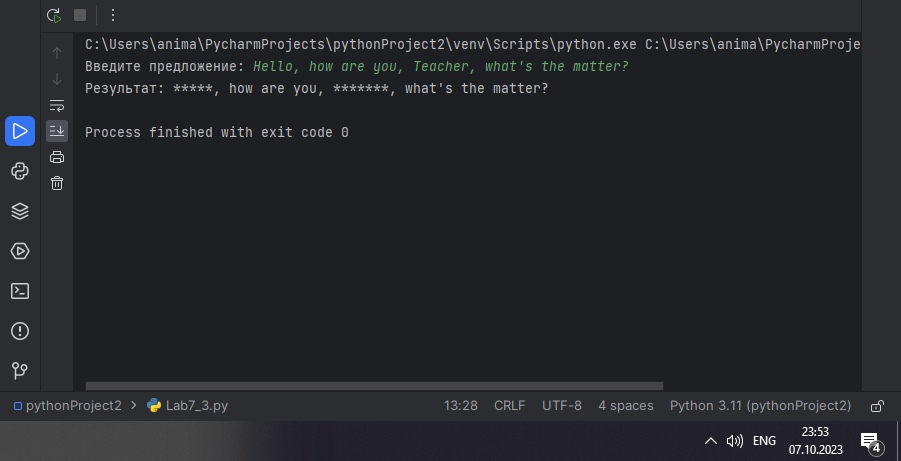 C:\Users\anima\PycharmProjects\pythonProject2\venv\Scripts\python.exe C:\Users\anima\PycharmProje
Введите предложение: Hello, how are you, Teacher, what's the matter?
Результат: *****, how are you, *******, what's the matter?
Process finished with exit code 0
pythonProject2 > Lab7_3.py 13:28 CRLF UTF-8 4 spaces Python 3.11 (pythonProject2)
ENG 23:53
07.10.2023 4